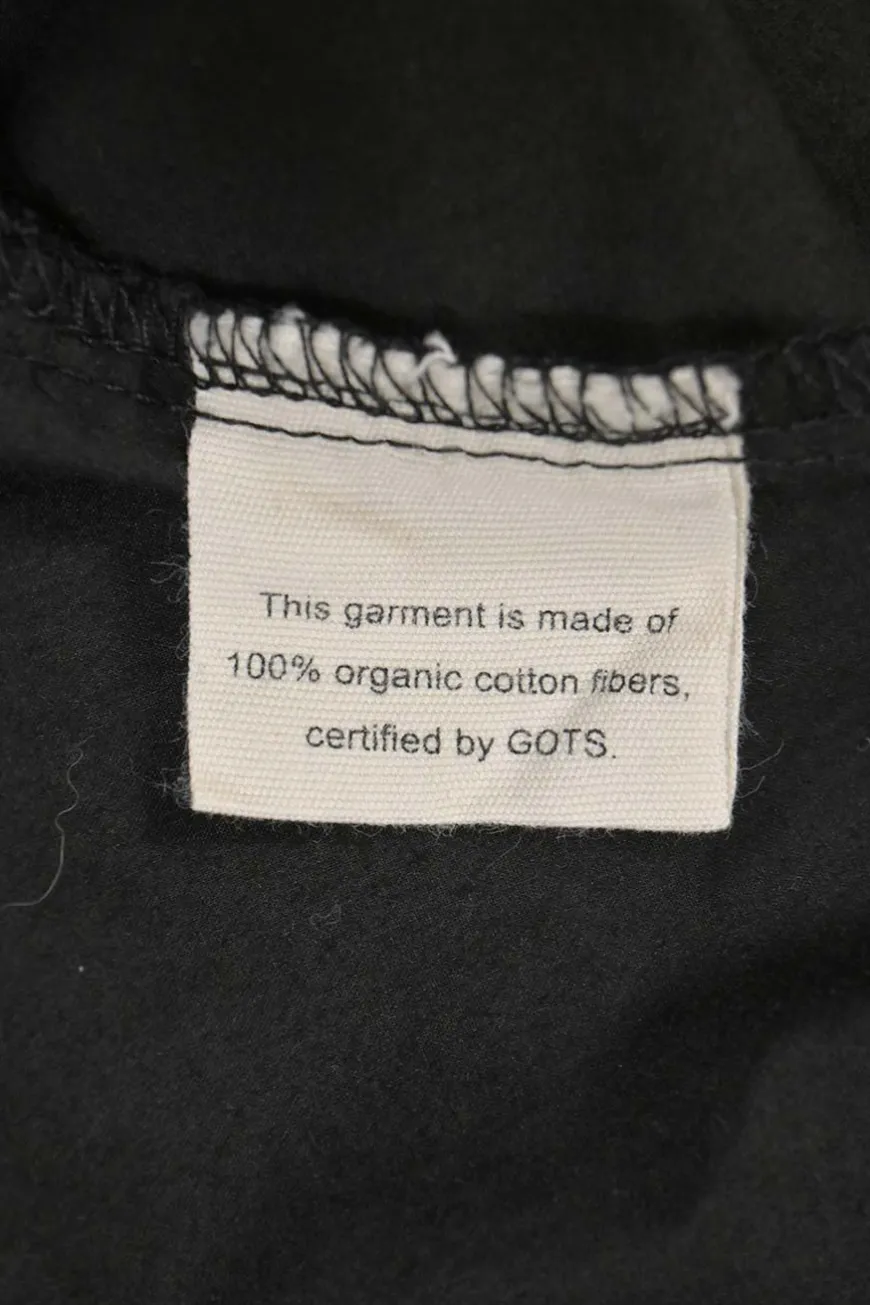 This garment is made of
100% organic cotton fibers,
certified by GOTS.